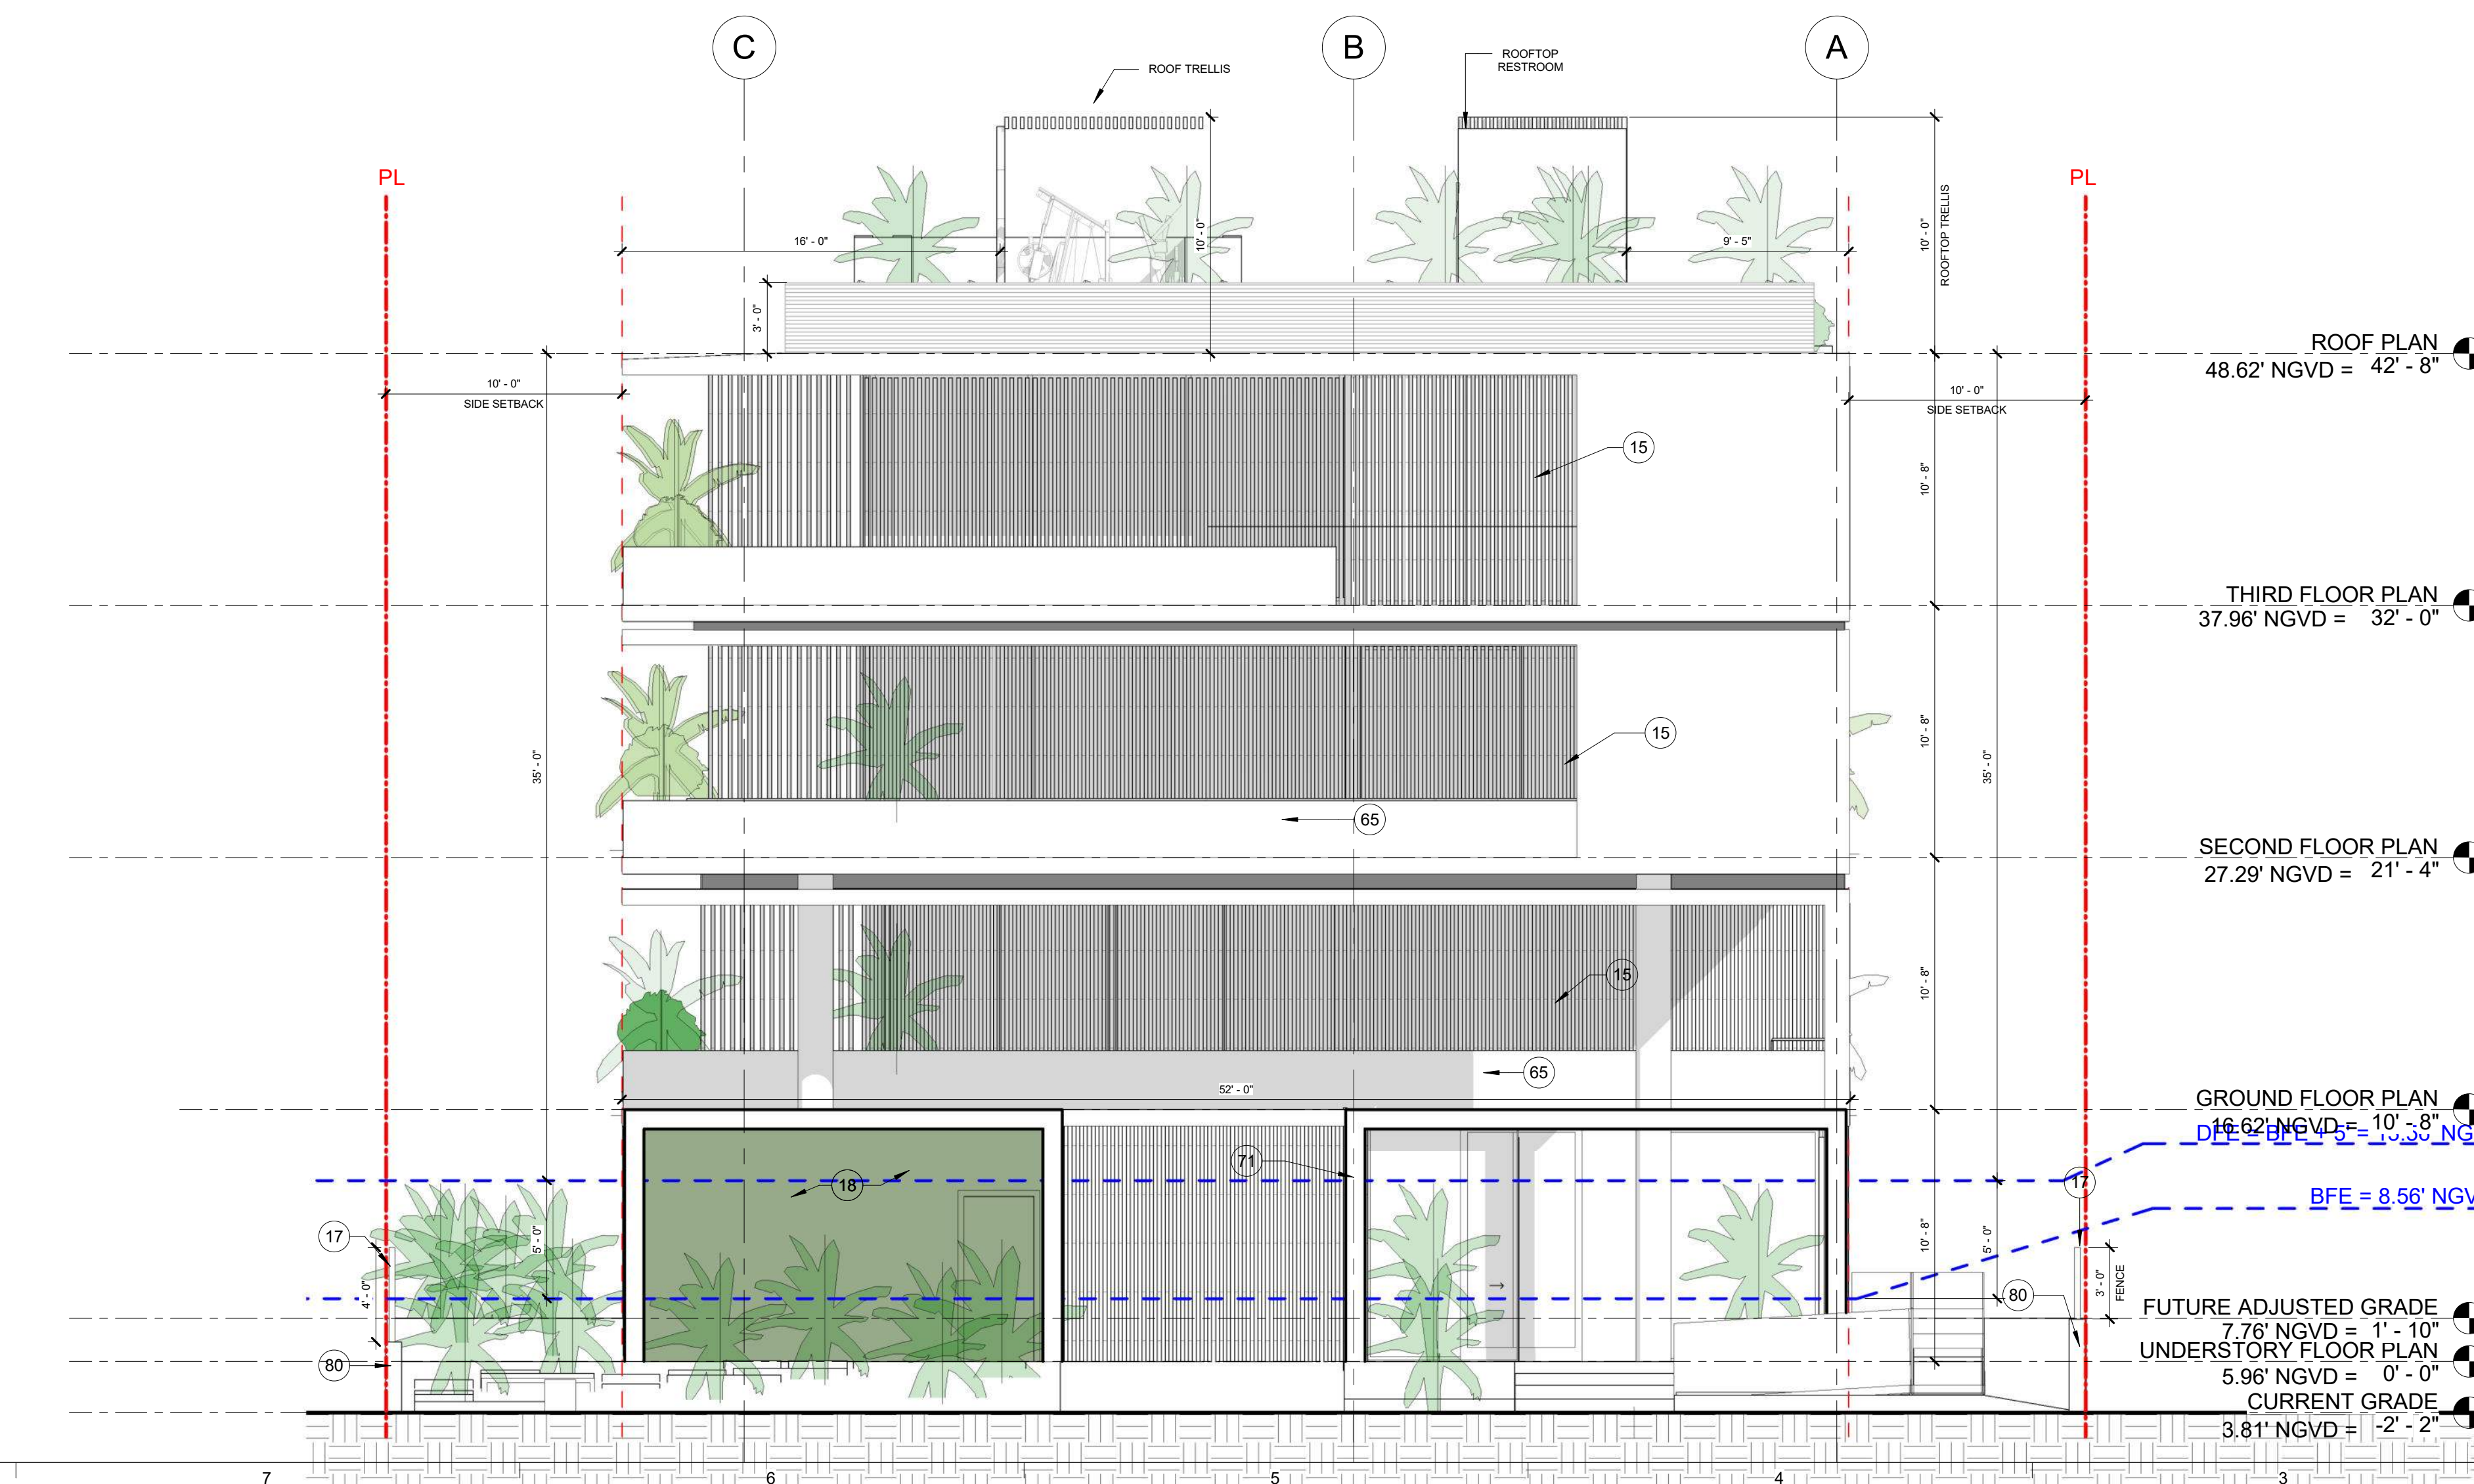 C
B
A
ROOF TRELLIS
ROOFTOP
RESTROOM
PL
PL
16' - 0"
10' - 0"
9' - 5"
10' - 0"
ROOFTOP TRELLIS
3' - 0"
ROOF PLAN
48.62' NGVD = 42' - 8"
10' - 0"
SIDE SETBACK
10' - 0"
SIDE SETBACK
15
10' - 8"
THIRD FLOOR PLAN
37.96' NGVD = 32' - 0"
15
10' - 8"
35' - 0"
35' - 0"
65
SECOND FLOOR PLAN
27.29' NGVD = 21' - 4"
15
10' - 8"
65
52' - 0"
GROUND FLOOR PLAN
16.62' NGVD = 10' - 8"
DFE = BFE + 5' =
71
18
17
BFE = 8.56' NGV
17
5' - 0"
10' - 8"
5' - 0"
4' - 0"
3' - 0"
FENCE
80
FUTURE ADJUSTED GRADE
7.76' NGVD = 1' - 10"
80
UNDERSTORY FLOOR PLAN
5.96' NGVD = 0' - 0"
CURRENT GRADE
3.81' NGVD = -2' - 2"
7
6
5
4
3